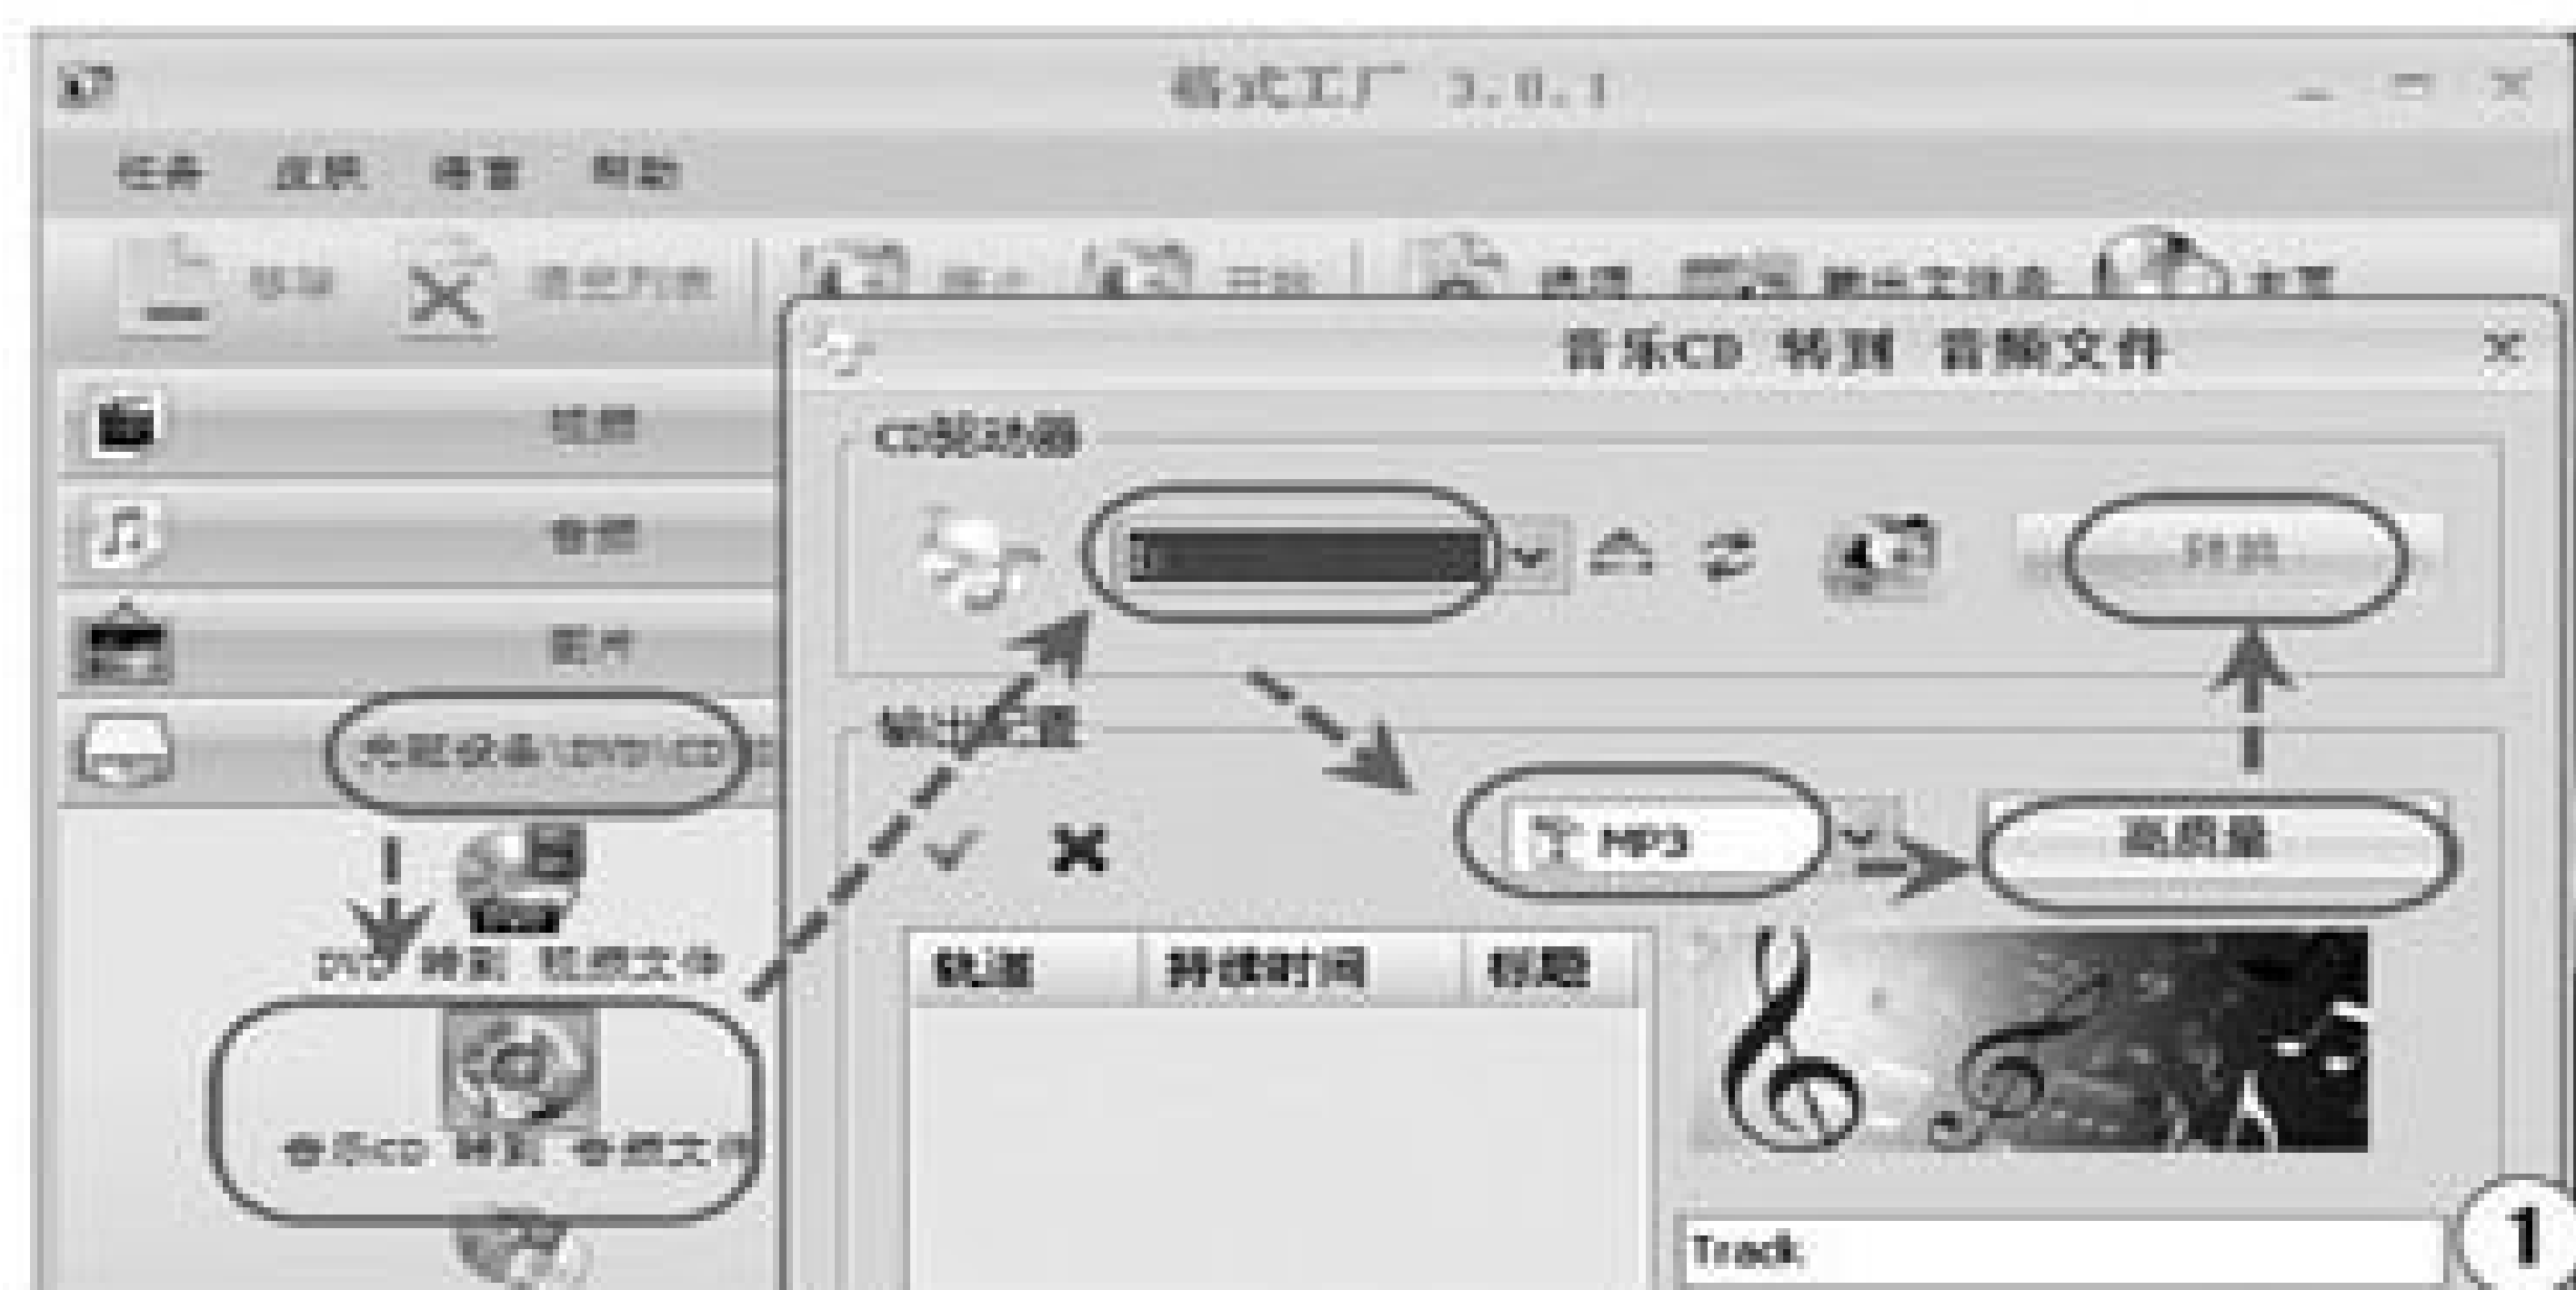 格式工厂 3.0.1
任务 皮肤 语言 帮助
移除 清空列表 停止 开始 选项 输出文件夹 主页
音乐CD 转到 音频文件
视频
CD驱动器
音频
转换
图片
输出配置
光驱设备\DVD\CD
MP3
高质量
DVD 转到 视频文件
轨道 持续时间 标题
音乐CD 转到 音频文件
Track
1